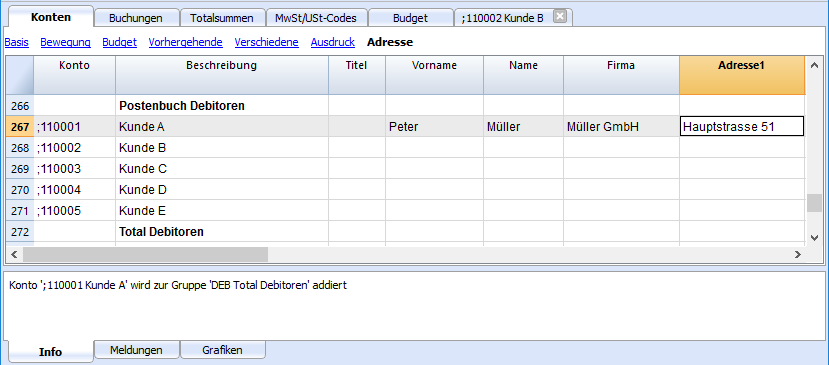 Konten Buchungen Totalsummen MwSt/USt-Codes Budget ;110002 Kunde B
Basis Bewegung Budget Vorhergehende Verschiedene Ausdruck Adresse
Konto Beschreibung Titel Vorname Name Firma Adresse1
266 Postenbuch Debitoren
267 ;110001 Kunde A Peter Müller Müller GmbH Hauptstrasse 51
268 ;110002 Kunde B
269 ;110003 Kunde C
270 ;110004 Kunde D
271 ;110005 Kunde E
272 Total Debitoren
Konto ';110001 Kunde A' wird zur Gruppe 'DEB Total Debitoren' addiert
Info Meldungen Grafiken